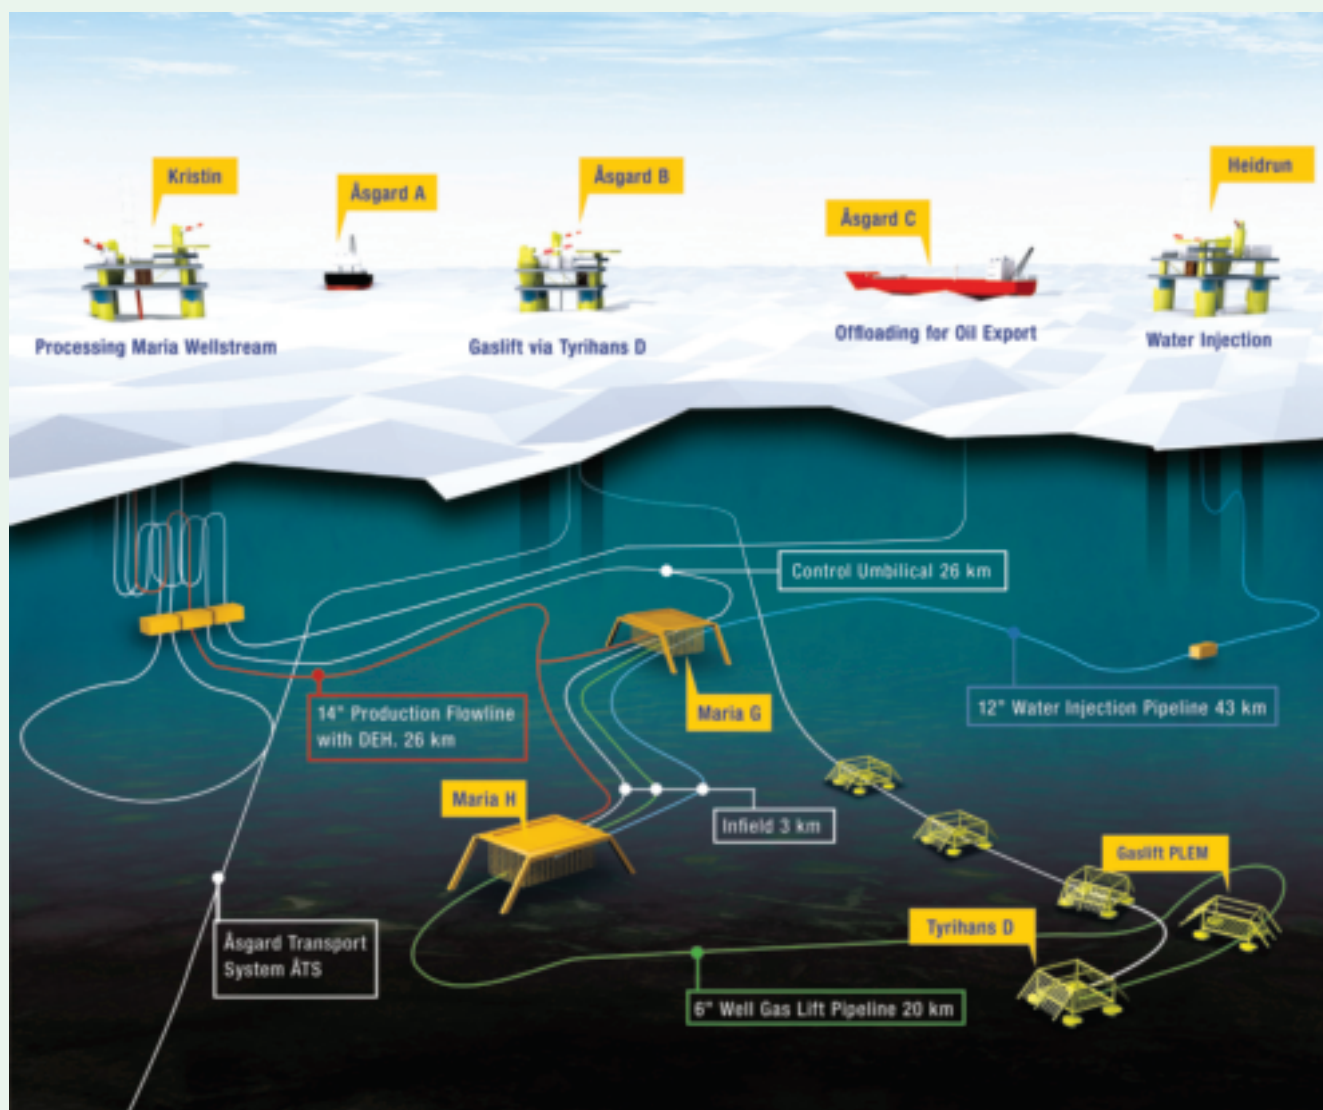 Kristin
Åsgard A
Åsgard B
Åsgard C
Heidrun
Processing Maria Wellstream
Gaslift via Tyrihans D
Offloading for Oil Export
Water Injection
Control Umbilical 26 km
14" Production Flowline
with DEH. 26 km
Maria G
12" Water Injection Pipeline 43 km
Maria H
Infield 3 km
Gaslift PLEM
Tyrihans D
Åsgard Transport
System ÅTS
6" Well Gas Lift Pipeline 20 km